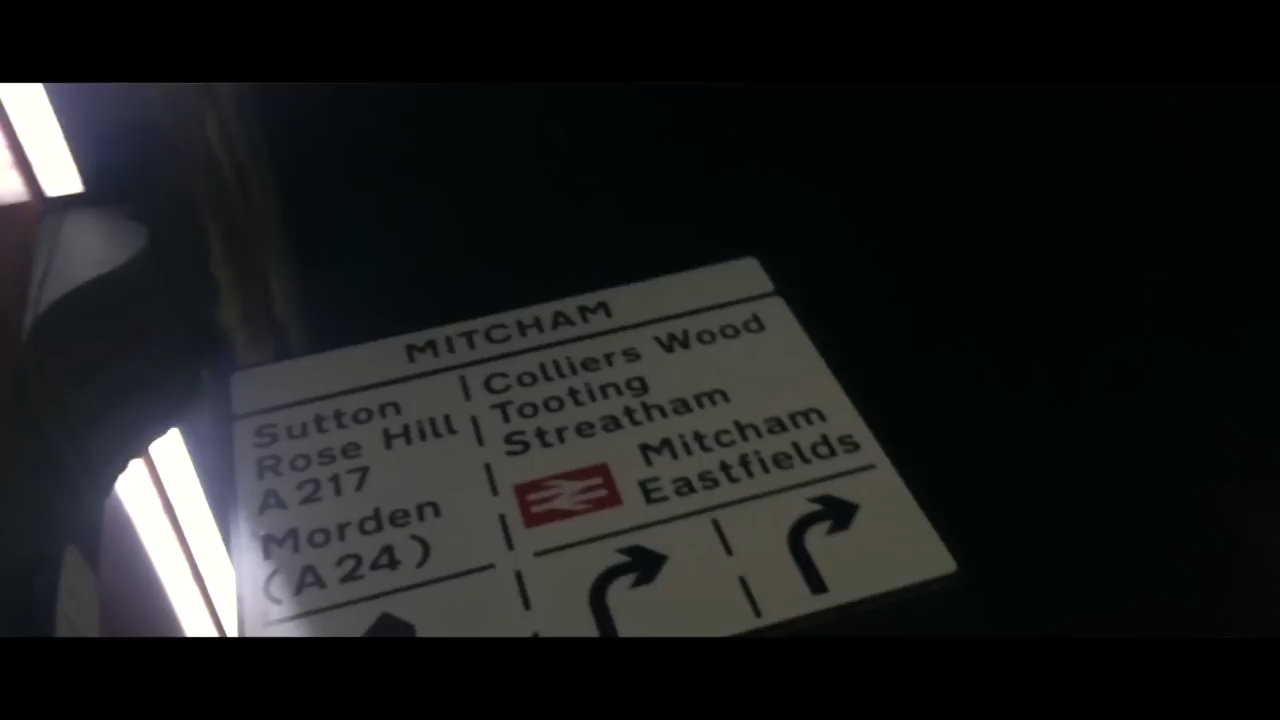 MITCHAM
Sutton
Rose Hill
A217
Morden
(A24)
Colliers Wood
Tooting
Streatham
Mitcham
Eastfields